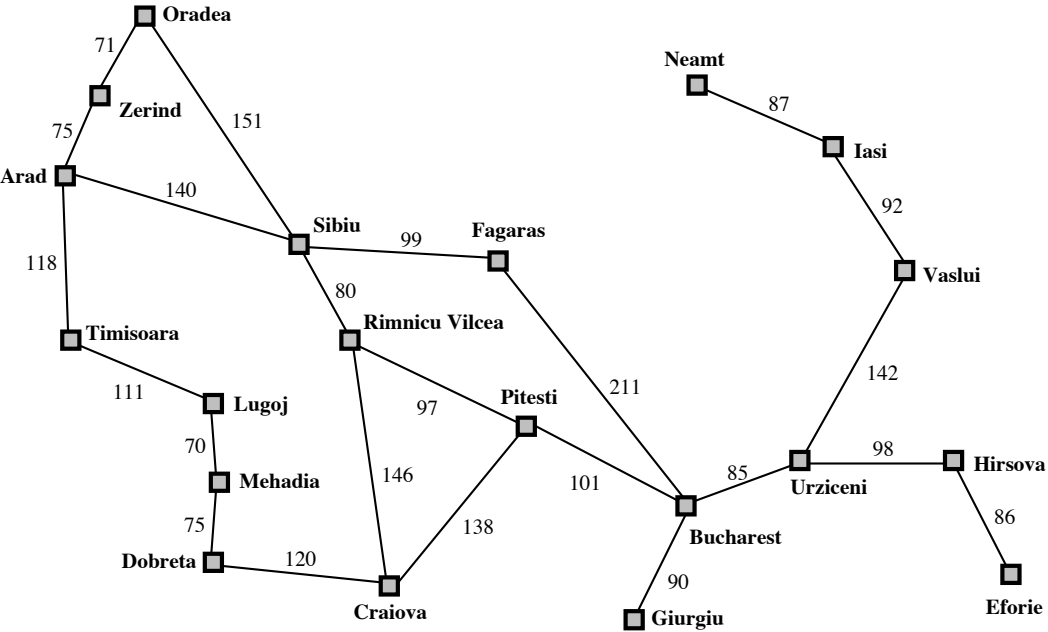 Oradea
71
Neamt
Zerind
87
75
151
Iasi
Arad
140
92
Sibiu
Fagaras
99
118
Vaslui
80
Timisoara
Rimnicu Vilcea
142
111
211
Lugoj
97
Pitesti
70
98
Hirsova
Mehadia
146
101
85
Urziceni
75
138
86
Dobreta
120
Bucharest
90
Craiova
Giurgiu
Eforie